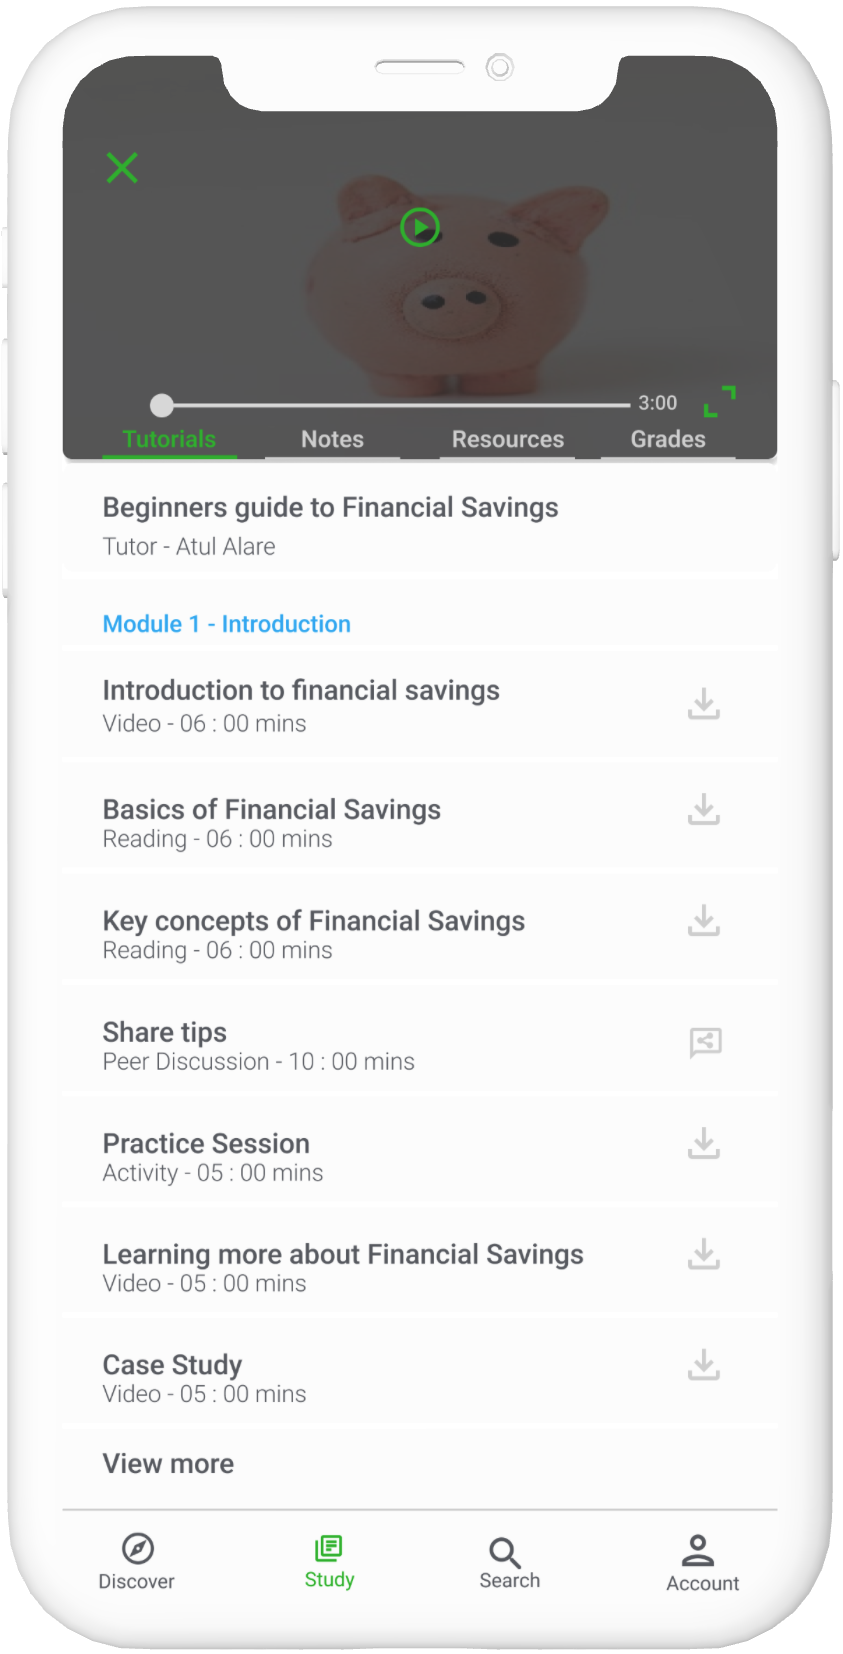 3:00
Tutorials Notes Resources Grades
Beginners guide to Financial Savings
Tutor - Atul Alare
Module 1 - Introduction
Introduction to financial savings
Video - 06 : 00 mins
Basics of Financial Savings
Reading - 06 : 00 mins
Key concepts of Financial Savings
Reading - 06 : 00 mins
Share tips
Peer Discussion - 10 : 00 mins
Practice Session
Activity - 05 : 00 mins
Learning more about Financial Savings
Video - 05 : 00 mins
Case Study
Video - 05 : 00 mins
View more
Discover Study Search Account